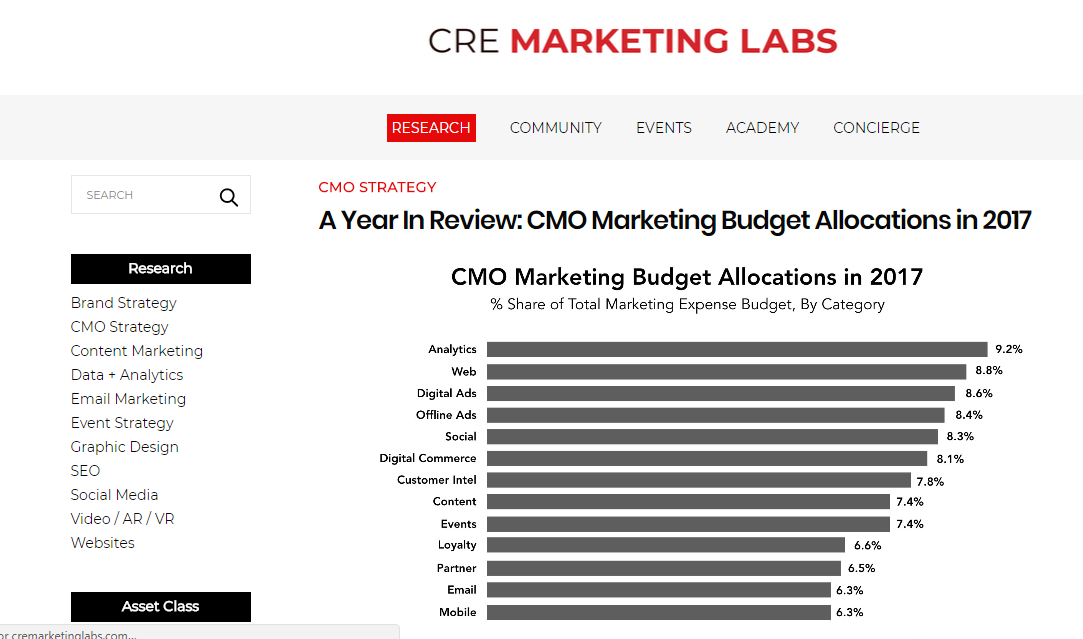 CRE MARKETING LABS
RESEARCH COMMUNITY EVENTS ACADEMY CONCIERGE
SEARCH
Research
Brand Strategy
CMO Strategy
Content Marketing
Data + Analytics
Email Marketing
Event Strategy
Graphic Design
SEO
Social Media
Video / AR / VR
Websites
Asset Class
CMO STRATEGY
A Year In Review: CMO Marketing Budget Allocations in 2017
CMO Marketing Budget Allocations in 2017
% Share of Total Marketing Expense Budget, By Category
Analytics 9.2%
Web 8.8%
Digital Ads 8.6%
Offline Ads 8.4%
Social 8.3%
Digital Commerce 8.1%
Customer Intel 7.8%
Content 7.4%
Events 7.4%
Loyalty 6.6%
Partner 6.5%
Email 6.3%
Mobile 6.3%
or cremarketinglabs.com...